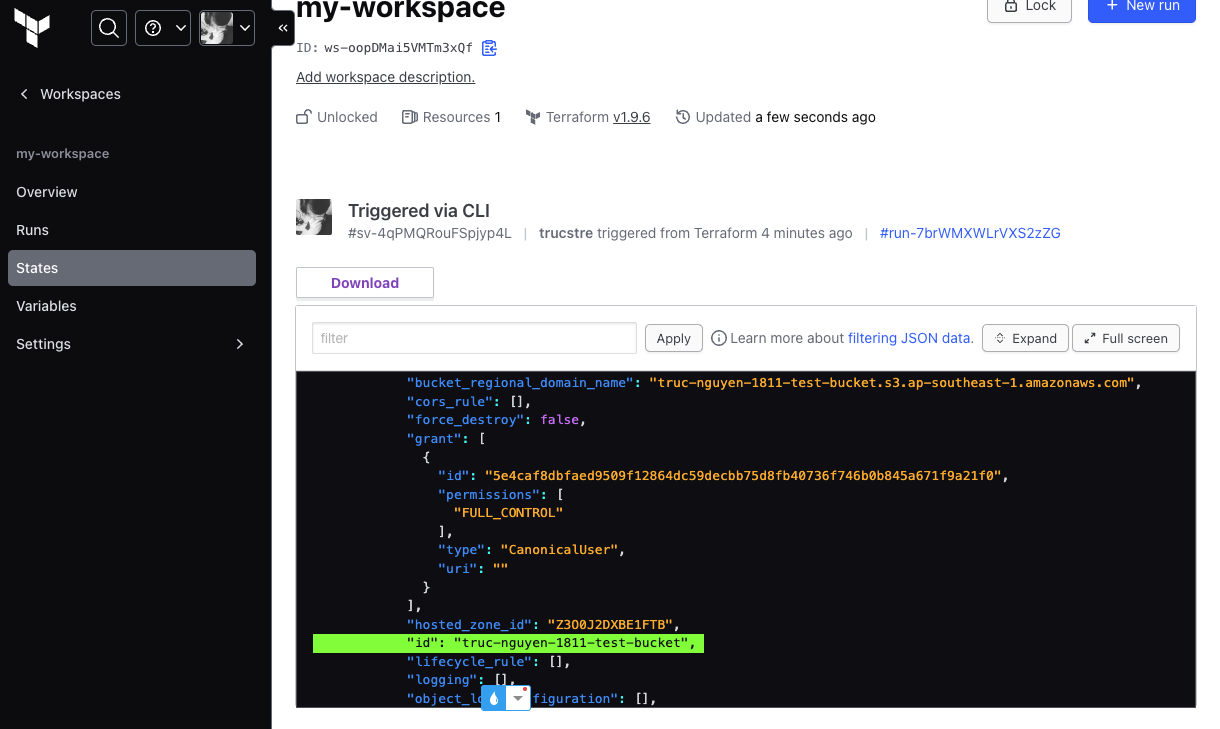 my-workspace
Lock
+ New run
«
ID: ws-oopDMai5VMTm3xQf
Add workspace description.
Workspaces
Unlocked
Resources 1
Terraform v1.9.6
Updated a few seconds ago
my-workspace
Overview
Runs
States
Variables
Settings
Triggered via CLI
#sv-4qPMQRouFSpjyp4L | trucstre triggered from Terraform 4 minutes ago | #run-7brWMXWLrVXS2zZG
Download
filter
Apply
Learn more about filtering JSON data.
Expand
Full screen
"bucket_regional_domain_name": "truc-nguyen-1811-test-bucket.s3.ap-southeast-1.amazonaws.com",
"cors_rule": [],
"force_destroy": false,
"grant": [
{
"id": "5e4caf8dbfaed9509f12864dc59decbb75d8fb40736f746b0b845a671f9a21f0",
"permissions": [
"FULL_CONTROL"
],
"type": "CanonicalUser",
"uri": ""
}
],
"hosted_zone_id": "Z3O0J2DXBE1FTB",
"id": "truc-nguyen-1811-test-bucket",
"lifecycle_rule": [],
"logging": [],
"object_l figuration": [],